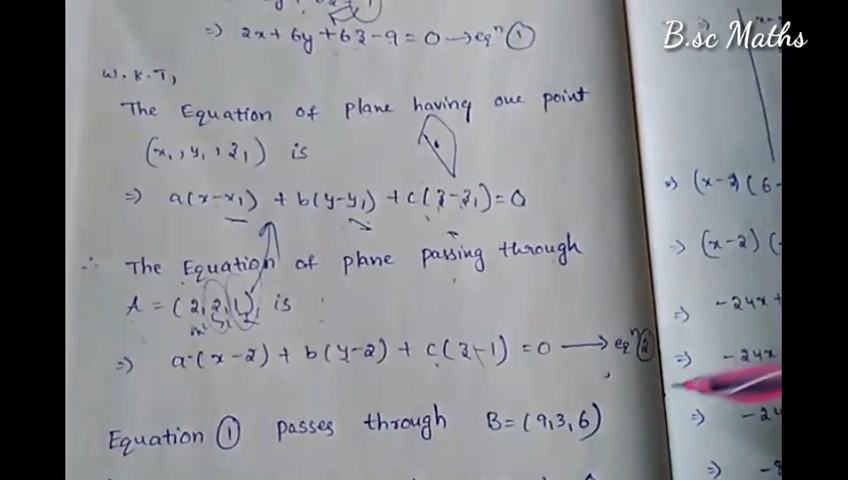 B.sc Maths
=) 2x + 6y + 6z - 9 = 0 → eqⁿ ①
W.K.T,
The Equation of plane having one point
(x₁, y₁, z₁) is
=) a(x-x₁) + b(y-y₁) + c(z-z₁) = 0
∴ The Equation of plane passing through
A = (2, 2, 1), is
=) a(x-2) + b(y-2) + c(z-1) = 0 → eqⁿ ②
Equation ① passes through B = (9, 3, 6)
=) (x-2)(6-
-) (x-2)(-
=) -24x +
=) -24x
=) -24
=) -8